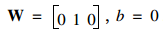 W = [0 1 0], b = 0